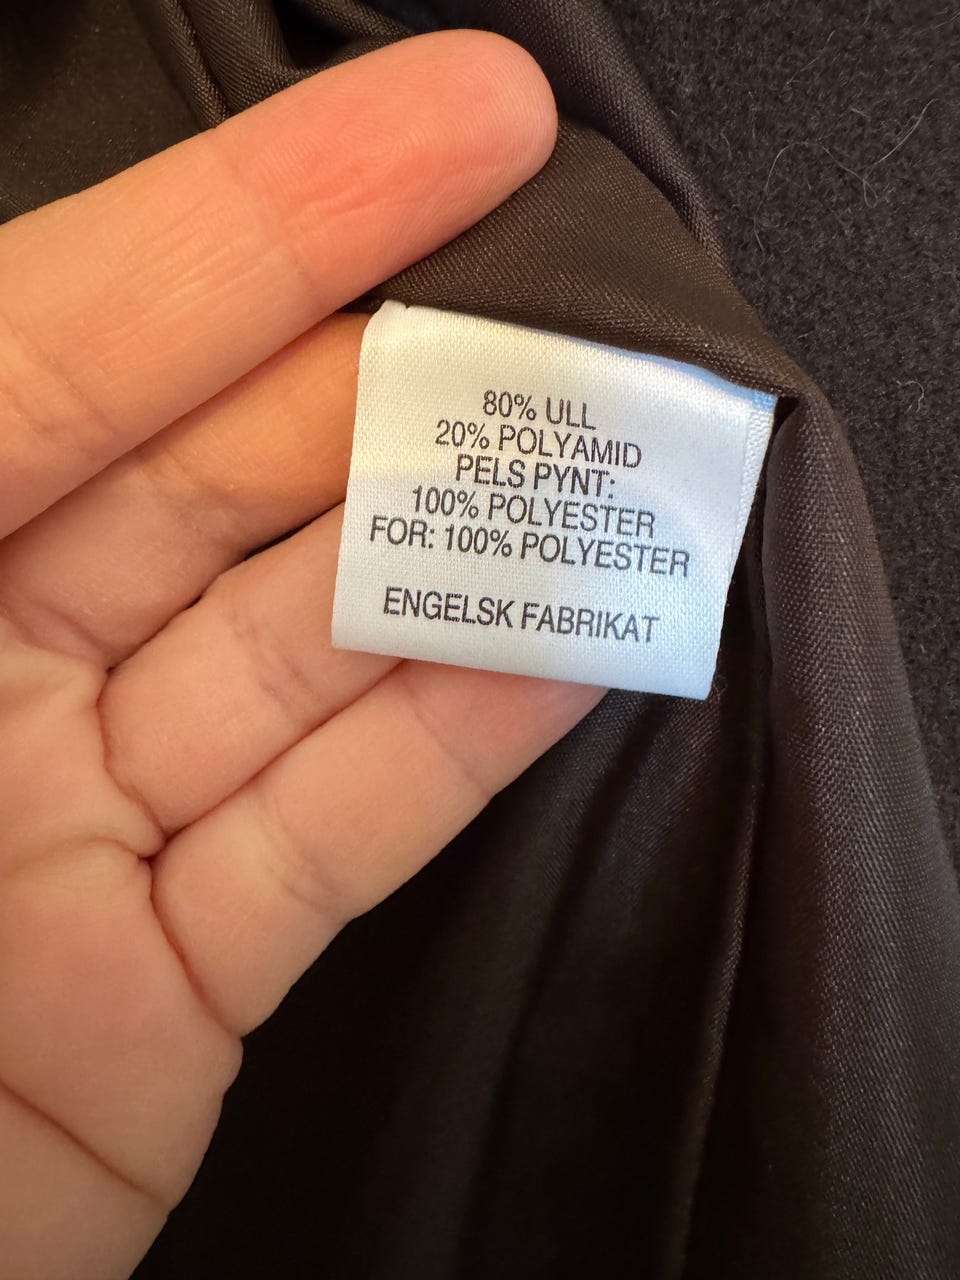 80% ULL
20% POLYAMID
PELS PYNT:
100% POLYESTER
FOR: 100% POLYESTER
ENGELSK FABRIKAT